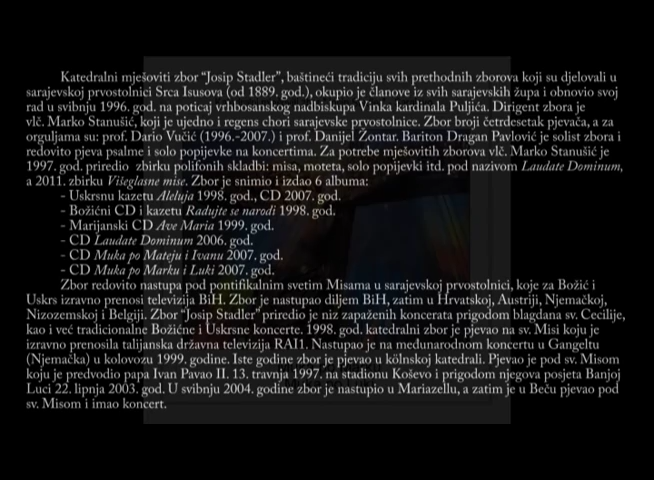 Katedralni mješoviti zbor “Josip Stadler”, baštineći tradiciju svih prethodnih zborova koji su djelovali u
sarajevskoj prvostolnici Srca Isusova (od 1889. god.), okupio je članove iz svih sarajevskih župa i obnovio svoj
rad u svibnju 1996. god. na poticaj vrhbosanskog nadbiskupa Vinka kardinala Puljića. Dirigent zbora je
vlč. Marko Stanušić, koji je ujedno i regens chori sarajevske prvostolnice. Zbor broji četrdesetak pjevača, a za
orguljama su: prof. Dario Vučić (1996.-2007.) i prof. Danijel Žontar. Bariton Dragan Pavlović je solist zbora i
redovito pjeva psalme i solo popijevke na koncertima. Za potrebe mješovitih zborova vlč. Marko Stanušić je
1997. god. priredio zbirku polifonih skladbi: misa, moteta, solo popijevki itd. pod nazivom Laudate Dominum,
a 2011. zbirku Višeglasne mise. Zbor je snimio i izdao 6 albuma:
- Uskrsnu kazetu Aleluja 1998. god., CD 2007. god.
- Božićni CD i kazetu Radujte se narodi 1998. god.
- Marijanski CD Ave Maria 1999. god.
- CD Laudate Dominum 2006. god.
- CD Muka po Mateju i Ivanu 2007. god.
- CD Muka po Marku i Luki 2007. god.
Zbor redovito nastupa pod pontifikalnim svetim Misama u sarajevskoj prvostolnici, koje za Božić i
Uskrs izravno prenosi televizija BiH. Zbor je nastupao diljem BiH, zatim u Hrvatskoj, Austriji, Njemačkoj,
Nizozemskoj i Belgiji. Zbor “Josip Stadler” priredio je niz zapaženih koncerata prigodom blagdana sv. Cecilije,
kao i već tradicionalne Božićne i Uskrsne koncerte. 1998. god. katedralni zbor je pjevao na sv. Misi koju je
izravno prenosila talijanska državna televizija RAI1. Nastupao je na međunarodnom koncertu u Gangeltu
(Njemačka) u kolovozu 1999. godine. Iste godine zbor je pjevao u kölnskoj katedrali. Pjevao je pod sv. Misom
koju je predvodio papa Ivan Pavao II. 13. travnja 1997. na stadionu Koševo i prigodom njegova posjeta Banjoj
Luci 22. lipnja 2003. god. U svibnju 2004. godine zbor je nastupio u Mariazellu, a zatim je u Beču pjevao pod
sv. Misom i imao koncert.